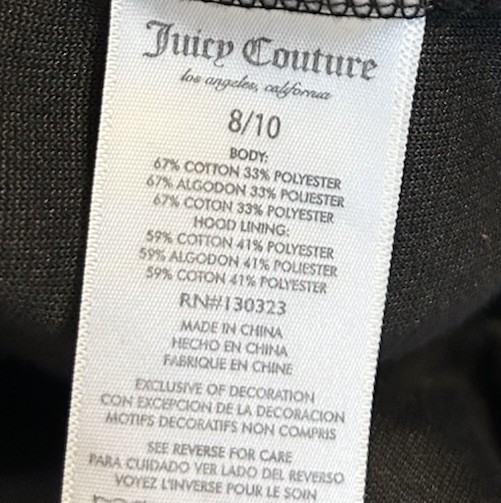 Juicy Couture
los angeles, california
8/10
BODY:
67% COTTON 33% POLYESTER
67% ALGODON 33% POLIESTER
67% COTON 33% POLYESTER
HOOD LINING:
59% COTTON 41% POLYESTER
59% ALGODON 41% POLIESTER
59% COTON 41% POLYESTER
RN#130323
MADE IN CHINA
HECHO EN CHINA
FABRIQUE EN CHINE
EXCLUSIVE OF DECORATION
CON EXCEPCION DE LA DECORACION
MOTIFS DECORATIFS NON COMPRIS
SEE REVERSE FOR CARE
PARA CUIDADO VER LADO DEL REVERSO
VOYEZ L'INVERSE POUR LE SOIN